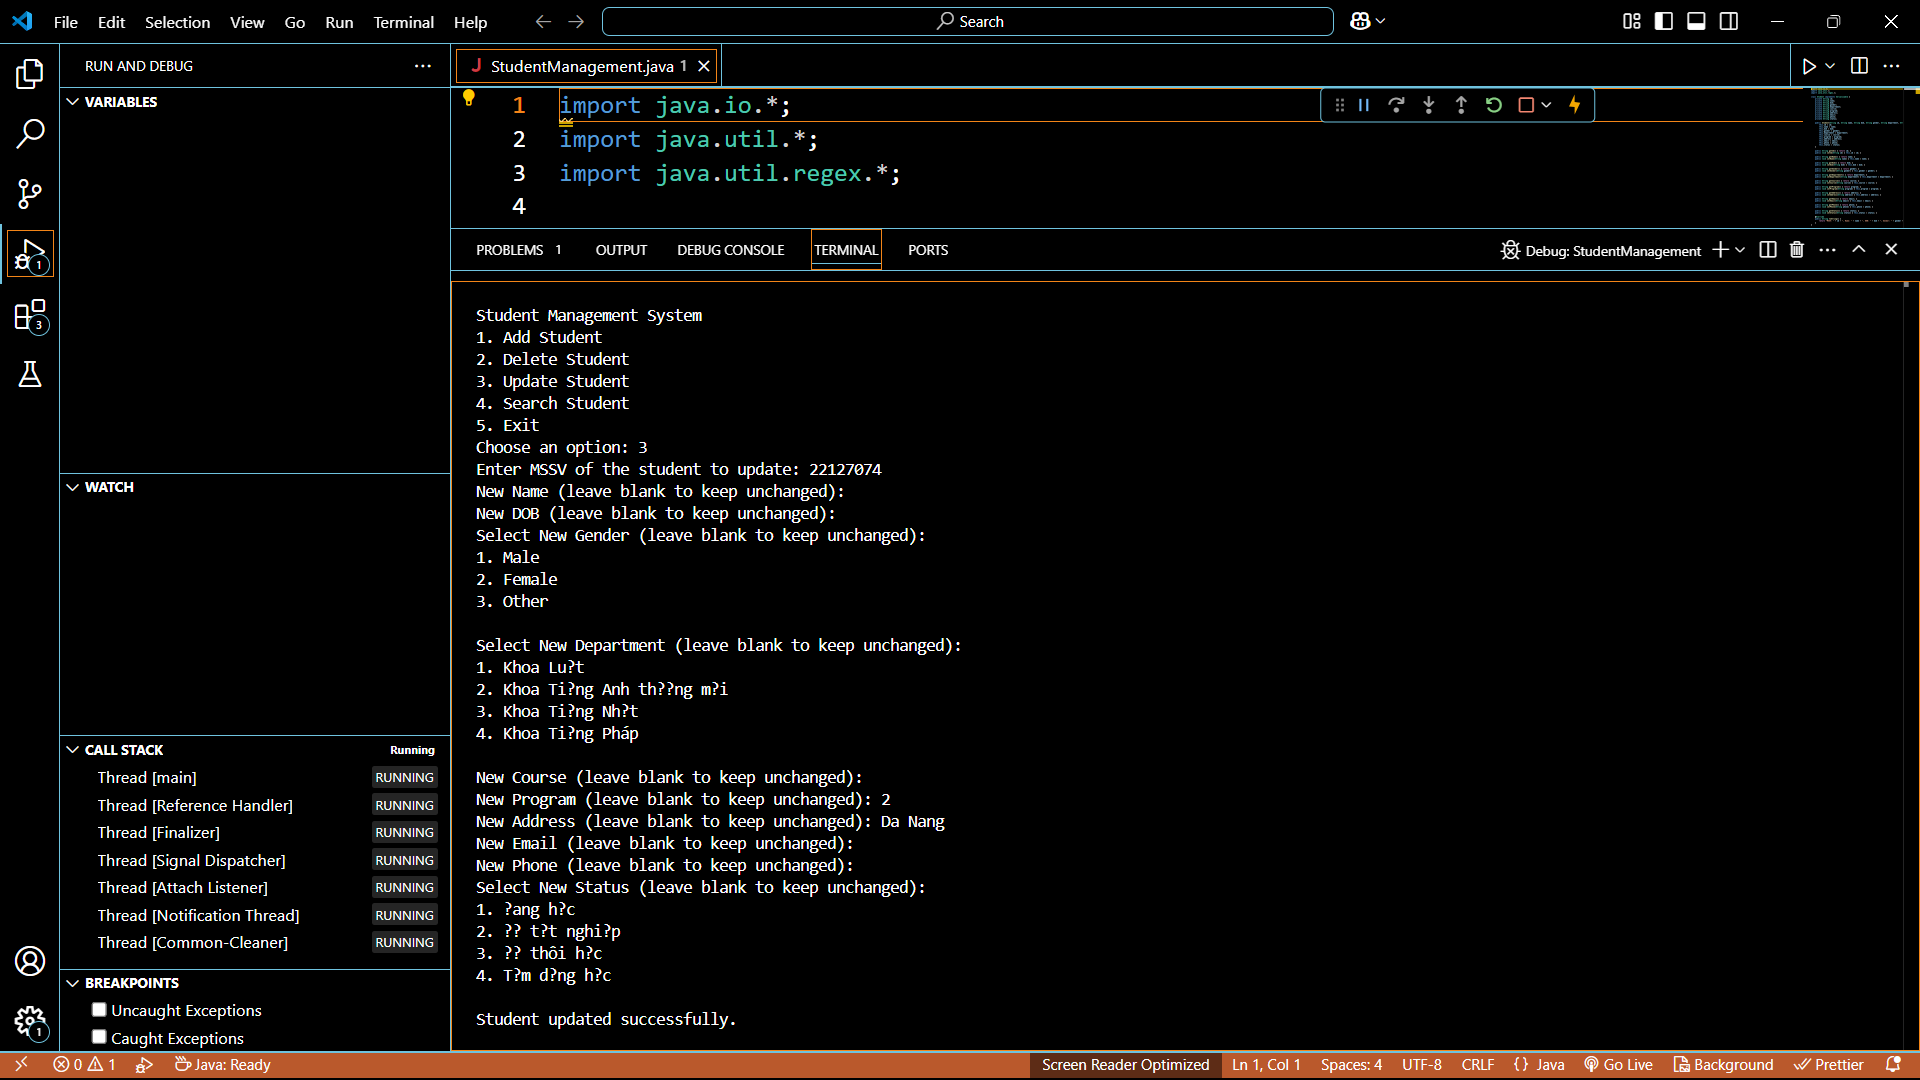 File Edit Selection View Go Run Terminal Help
Search
RUN AND DEBUG
VARIABLES
WATCH
CALL STACK Running
Thread [main] RUNNING
Thread [Reference Handler] RUNNING
Thread [Finalizer] RUNNING
Thread [Signal Dispatcher] RUNNING
Thread [Attach Listener] RUNNING
Thread [Notification Thread] RUNNING
Thread [Common-Cleaner] RUNNING
BREAKPOINTS
Uncaught Exceptions
Caught Exceptions
1
3
1
J StudentManagement.java 1
1 import java.io.*;
2 import java.util.*;
3 import java.util.regex.*;
4
PROBLEMS 1 OUTPUT DEBUG CONSOLE TERMINAL PORTS
Debug: StudentManagement
Student Management System
1. Add Student
2. Delete Student
3. Update Student
4. Search Student
5. Exit
Choose an option: 3
Enter MSSV of the student to update: 22127074
New Name (leave blank to keep unchanged):
New DOB (leave blank to keep unchanged):
Select New Gender (leave blank to keep unchanged):
1. Male
2. Female
3. Other
Select New Department (leave blank to keep unchanged):
1. Khoa Lu?t
2. Khoa Ti?ng Anh th??ng m?i
3. Khoa Ti?ng Nh?t
4. Khoa Ti?ng Pháp
New Course (leave blank to keep unchanged):
New Program (leave blank to keep unchanged): 2
New Address (leave blank to keep unchanged): Da Nang
New Email (leave blank to keep unchanged):
New Phone (leave blank to keep unchanged):
Select New Status (leave blank to keep unchanged):
1. ?ang h?c
2. ?? t?t nghi?p
3. ?? thôi h?c
4. T?m d?ng h?c
Student updated successfully.
0 1 Java: Ready Screen Reader Optimized Ln 1, Col 1 Spaces: 4 UTF-8 CRLF {} Java Go Live Background Prettier